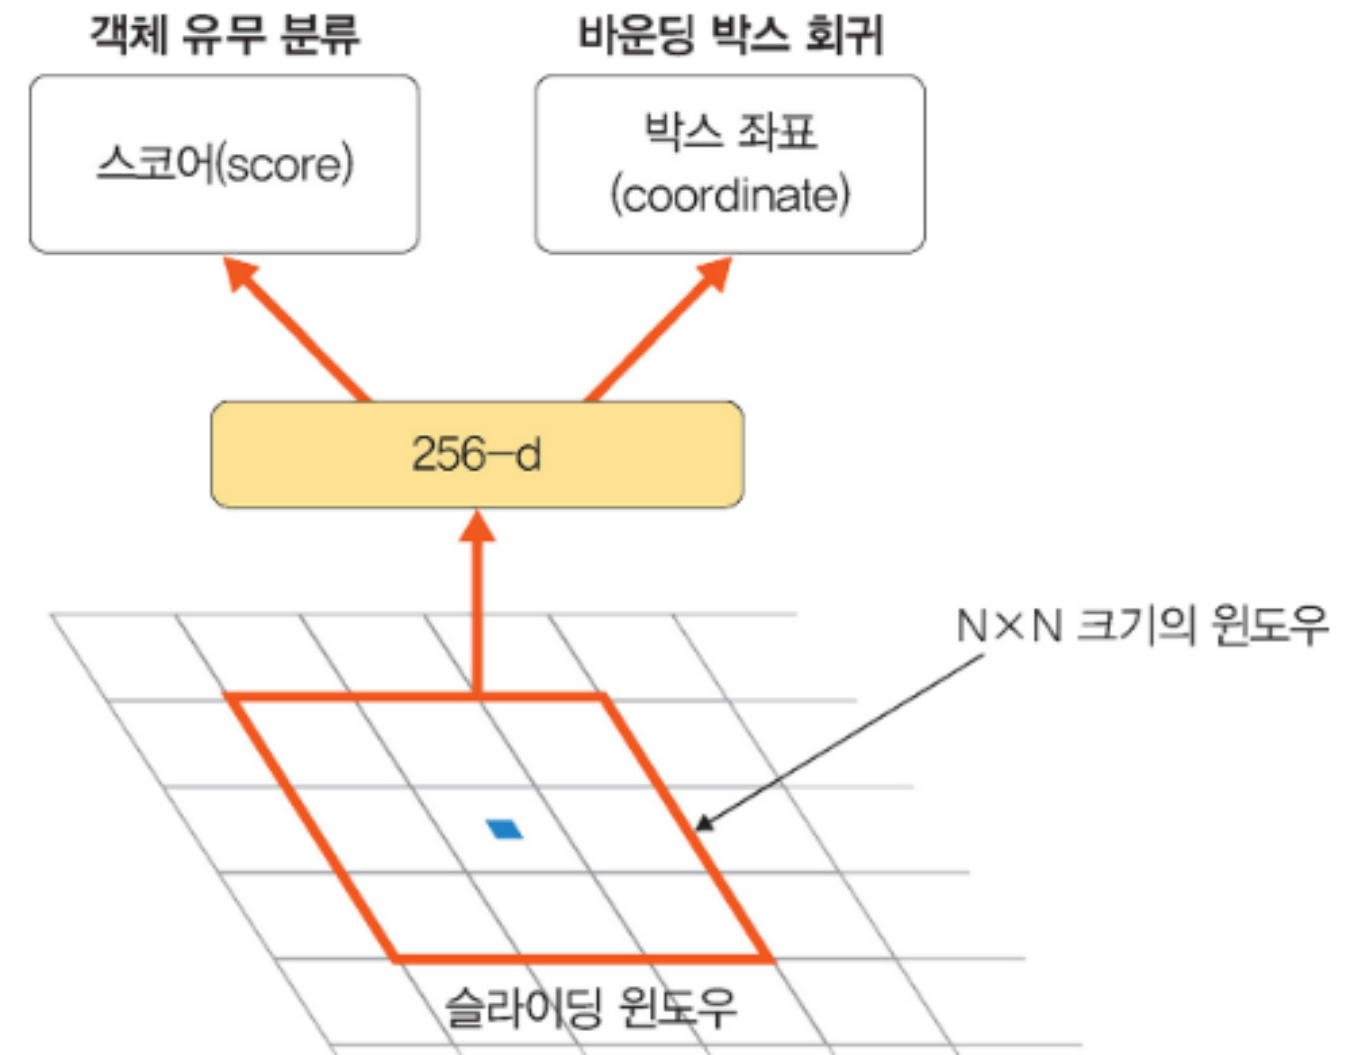 객체 유무 분류
바운딩 박스 회귀
스코어(score)
박스 좌표
(coordinate)
256-d
N×N 크기의 윈도우
슬라이딩 윈도우